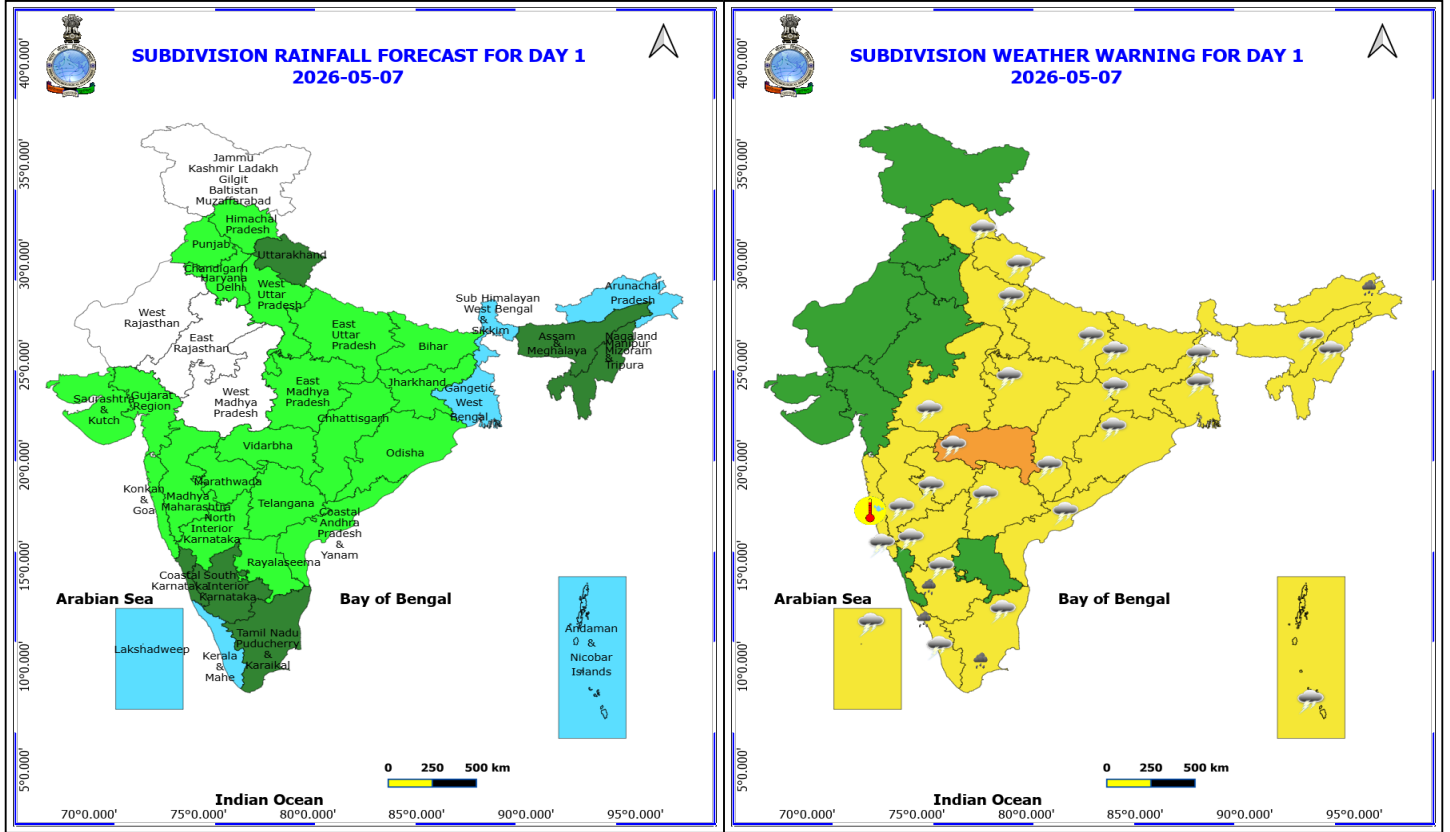 SUBDIVISION RAINFALL FORECAST FOR DAY 1
2026-05-07
40°0.000'
35°0.000'
30°0.000'
25°0.000'
20°0.000'
15°0.000'
10°0.000'
5°0.000'
Jammu
Kashmir Ladakh
Gilgit
Baltistan
Muzaffarabad
Himachal
Pradesh
Punjab
Uttarakhand
Chandigarh
Haryana
Delhi
West
Uttar
Pradesh
West
Rajasthan
East
Rajasthan
East
Uttar
Pradesh
Bihar
Sub Himalayan
West Bengal
&
Sikkim
Arunachal
Pradesh
Assam
&
Meghalaya
Nagaland
Manipur
Mizoram
&
Tripura
Saurashtra
&
Kutch
Gujarat
Region
West
Madhya
Pradesh
East
Madhya
Pradesh
Jharkhand
Gangetic
West
Bengal
Chhattisgarh
Vidarbha
Odisha
Konkan
&
Goa
Madhya
Maharashtra
Marathwada
Telangana
North
Interior
Karnataka
Coastal
Andhra
Pradesh
&
Yanam
Rayalaseema
Coastal
Karnataka
South
Interior
Karnataka
Arabian Sea
Bay of Bengal
Lakshadweep
Kerala
&
Mahe
Tamil Nadu
Puducherry
&
Karaikal
Andaman
&
Nicobar
Islands
0 250 500 km
Indian Ocean
70°0.000' 75°0.000' 80°0.000' 85°0.000' 90°0.000' 95°0.000'
SUBDIVISION WEATHER WARNING FOR DAY 1
2026-05-07
40°0.000'
35°0.000'
30°0.000'
25°0.000'
20°0.000'
15°0.000'
10°0.000'
5°0.000'
Arabian Sea
Bay of Bengal
0 250 500 km
Indian Ocean
70°0.000' 75°0.000' 80°0.000' 85°0.000' 90°0.000' 95°0.000'